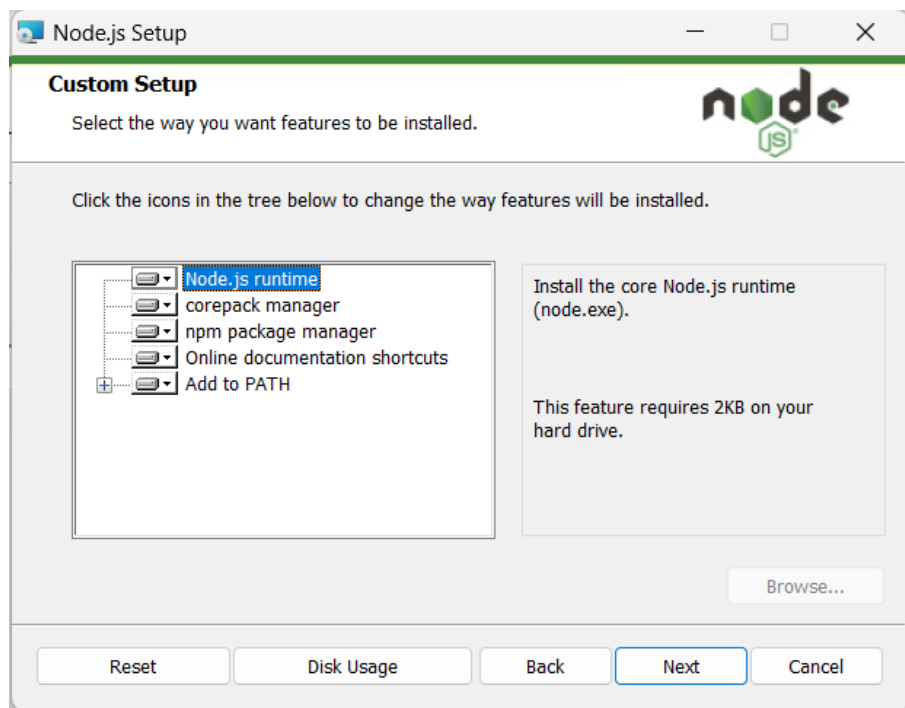 Node.js Setup
Custom Setup
Select the way you want features to be installed.
node
JS
Click the icons in the tree below to change the way features will be installed.
Node.js runtime
corepack manager
npm package manager
Online documentation shortcuts
Add to PATH
Install the core Node.js runtime
(node.exe).
This feature requires 2KB on your
hard drive.
Browse...
Reset
Disk Usage
Back
Next
Cancel